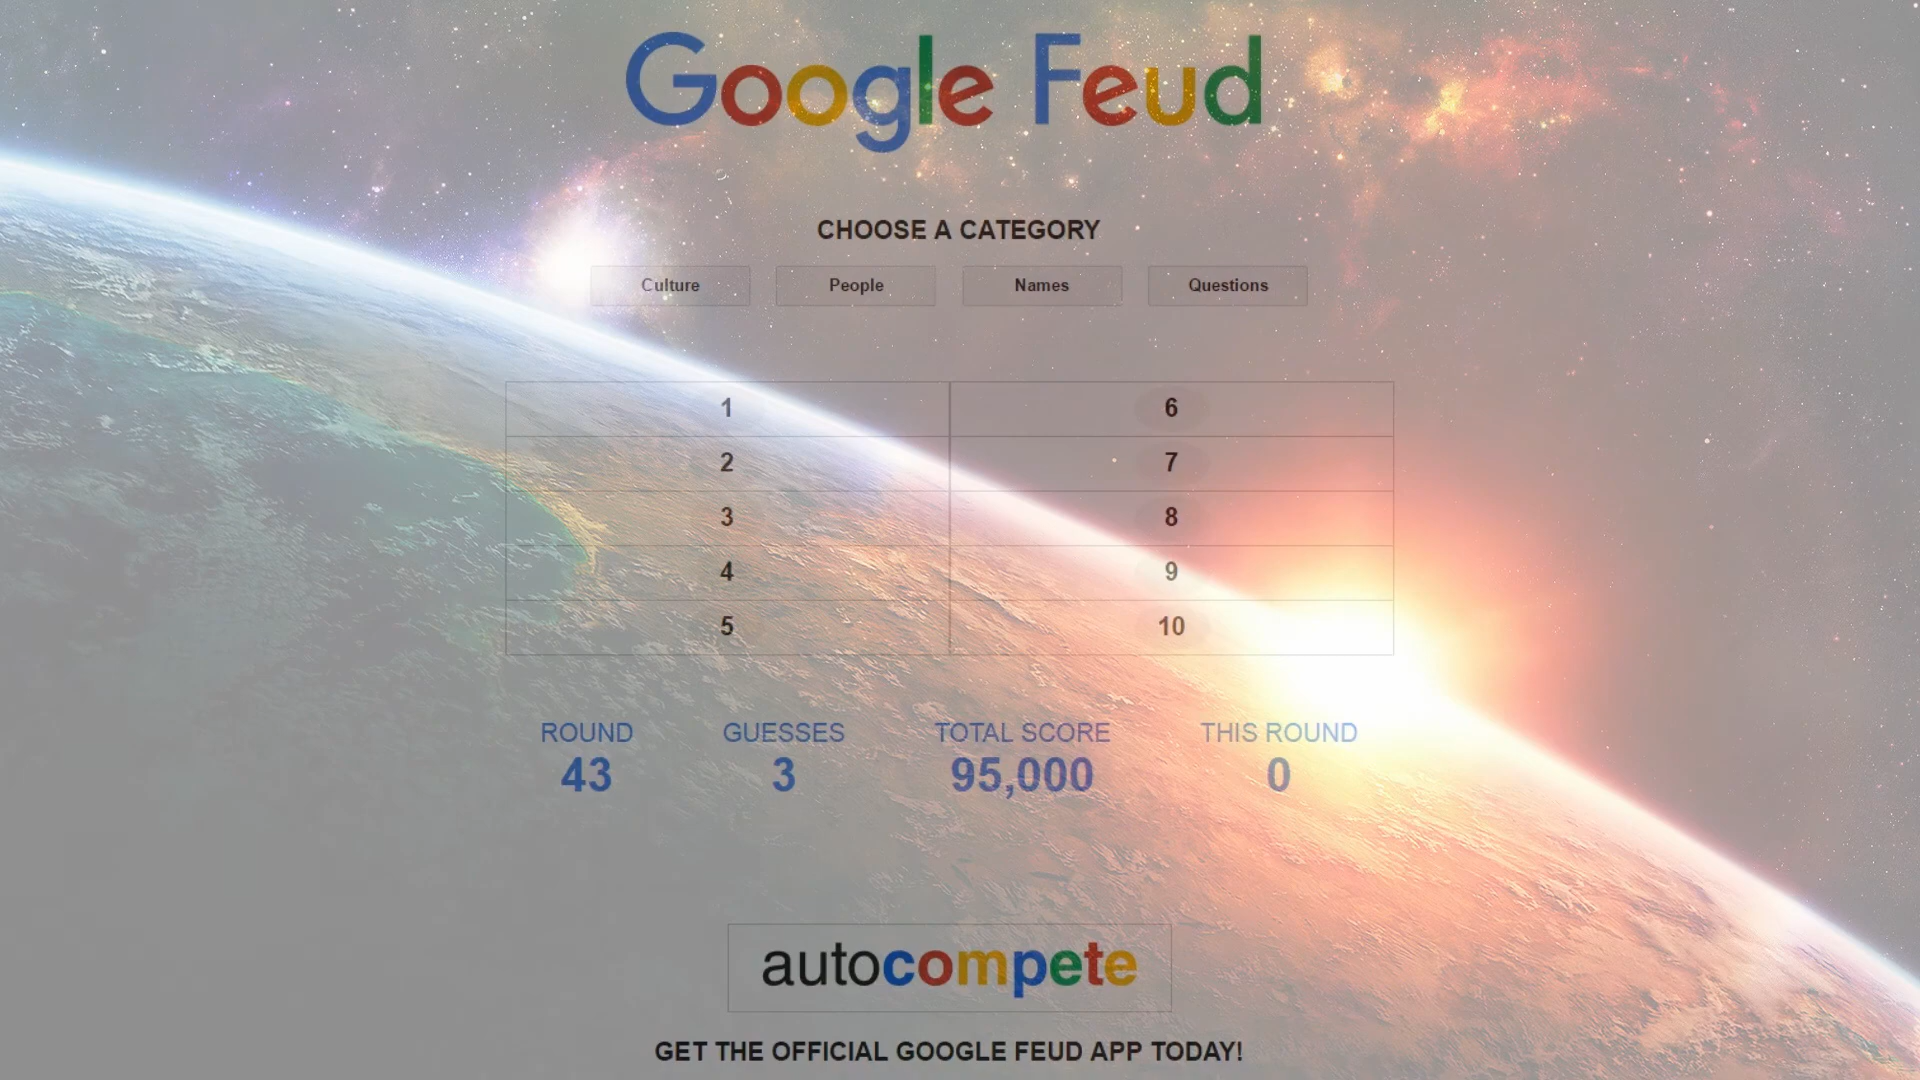 Google Feud
CHOOSE A CATEGORY
Culture People Names Questions
1 6
2 7
3 8
4 9
5 10
ROUND GUESSES TOTAL SCORE THIS ROUND
43 3 95,000 0
autocompete
GET THE OFFICIAL GOOGLE FEUD APP TODAY!